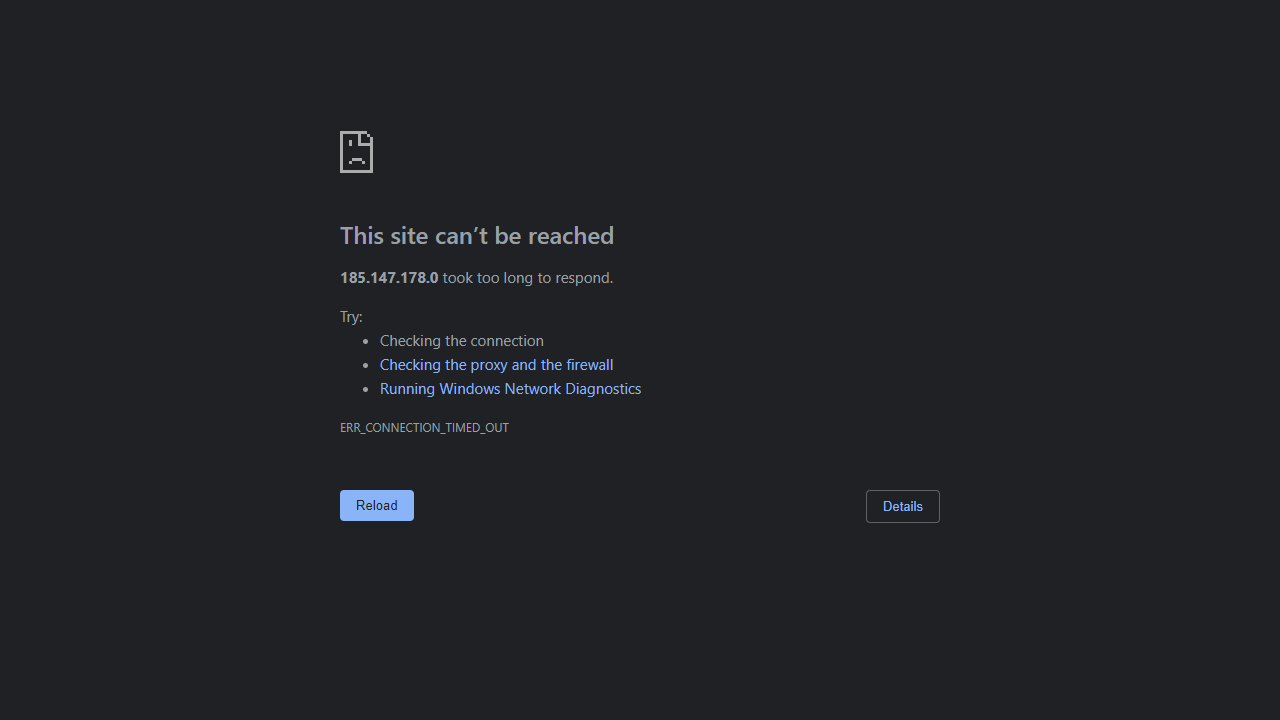 This site can’t be reached
185.147.178.0 took too long to respond.
Try:
Checking the connection
Checking the proxy and the firewall
Running Windows Network Diagnostics
ERR_CONNECTION_TIMED_OUT
Reload
Details